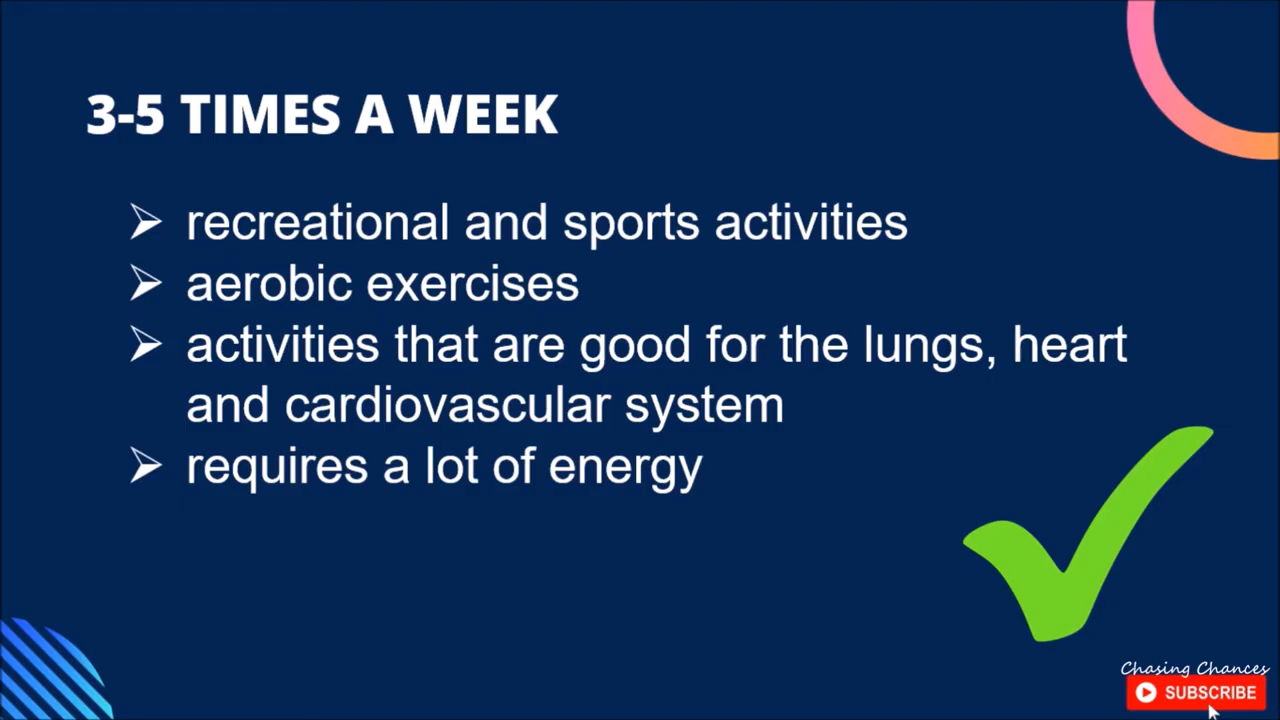 3-5 TIMES A WEEK
➢ recreational and sports activities
➢ aerobic exercises
➢ activities that are good for the lungs, heart
and cardiovascular system
➢ requires a lot of energy
Chasing Chances
SUBSCRIBE